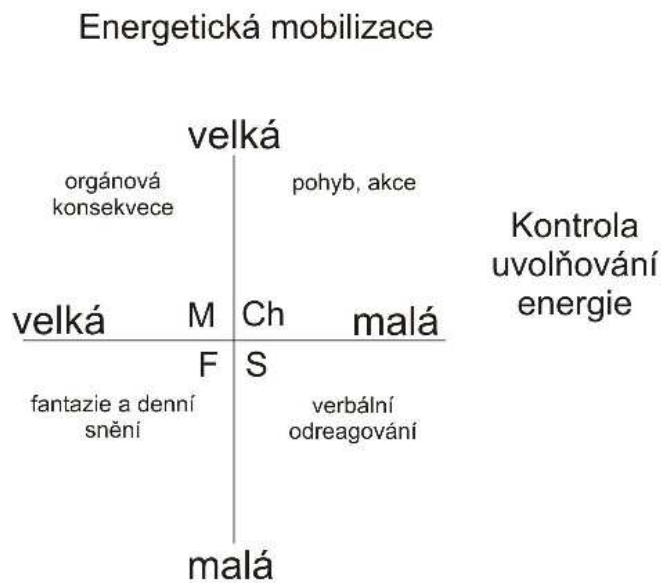 Energetická mobilizace
velká
orgánová
konsekvece
pohyb, akce
Kontrola
uvolňování
energie
velká
M
Ch
malá
F
S
fantazie a denní
snění
verbální
odreagování
malá